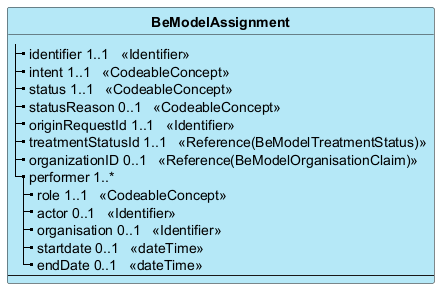 BeModelAssignment
identifier 1..1 «Identifier»
intent 1..1 «CodeableConcept»
status 1..1 «CodeableConcept»
statusReason 0..1 «CodeableConcept»
originRequestId 1..1 «Identifier»
treatmentStatusId 1..1 «Reference(BeModelTreatmentStatus)»
organizationID 0..1 «Reference(BeModelOrganisationClaim)»
performer 1..*
role 1..1 «CodeableConcept»
actor 0..1 «Identifier»
organisation 0..1 «Identifier»
startdate 0..1 «dateTime»
endDate 0..1 «dateTime»